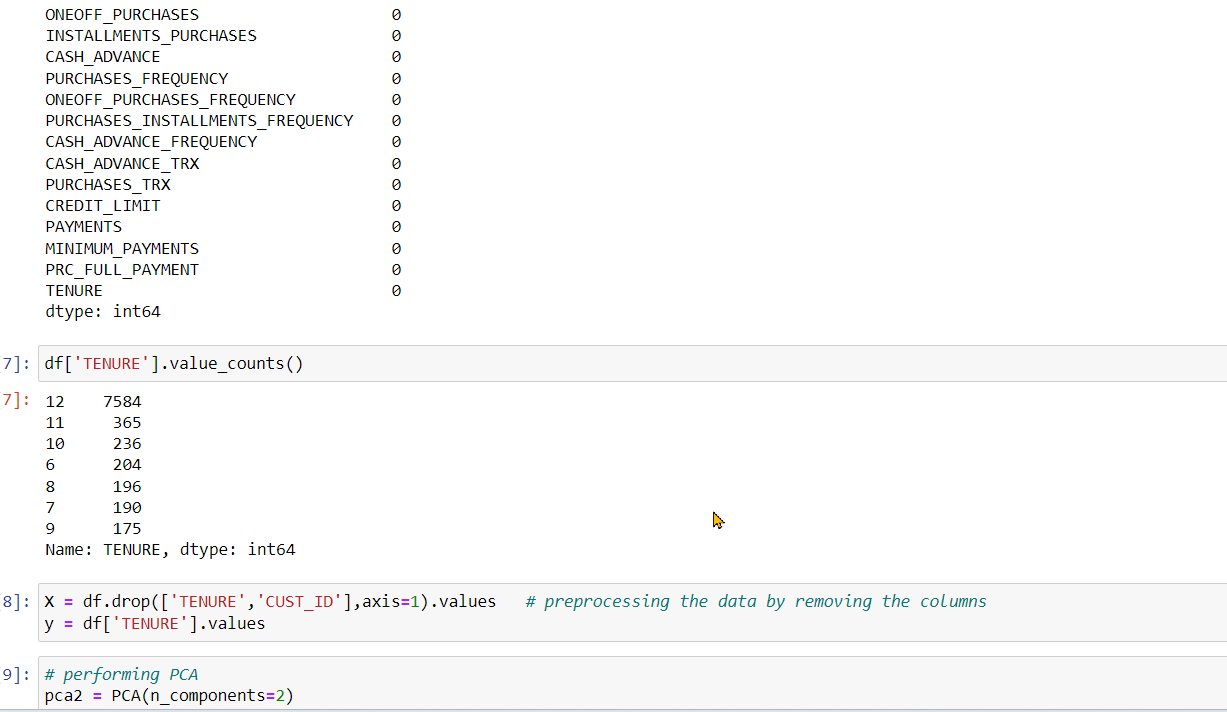 ONEOFF_PURCHASES 0
INSTALLMENTS_PURCHASES 0
CASH_ADVANCE 0
PURCHASES_FREQUENCY 0
ONEOFF_PURCHASES_FREQUENCY 0
PURCHASES_INSTALLMENTS_FREQUENCY 0
CASH_ADVANCE_FREQUENCY 0
CASH_ADVANCE_TRX 0
PURCHASES_TRX 0
CREDIT_LIMIT 0
PAYMENTS 0
MINIMUM_PAYMENTS 0
PRC_FULL_PAYMENT 0
TENURE 0
dtype: int64
7]: df['TENURE'].value_counts()
7]: 12 7584
11 365
10 236
6 204
8 196
7 190
9 175
Name: TENURE, dtype: int64
8]: X = df.drop(['TENURE','CUST_ID'],axis=1).values # preprocessing the data by removing the columns
y = df['TENURE'].values
9]: # performing PCA
pca2 = PCA(n_components=2)